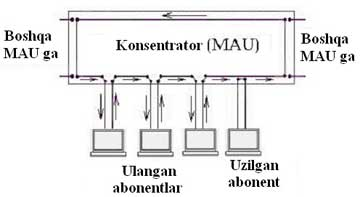 Boshqa
MAU ga
Konsentrator (MAU)
Boshqa
MAU ga
Ulangan
abonentlar
Uzilgan
abonent